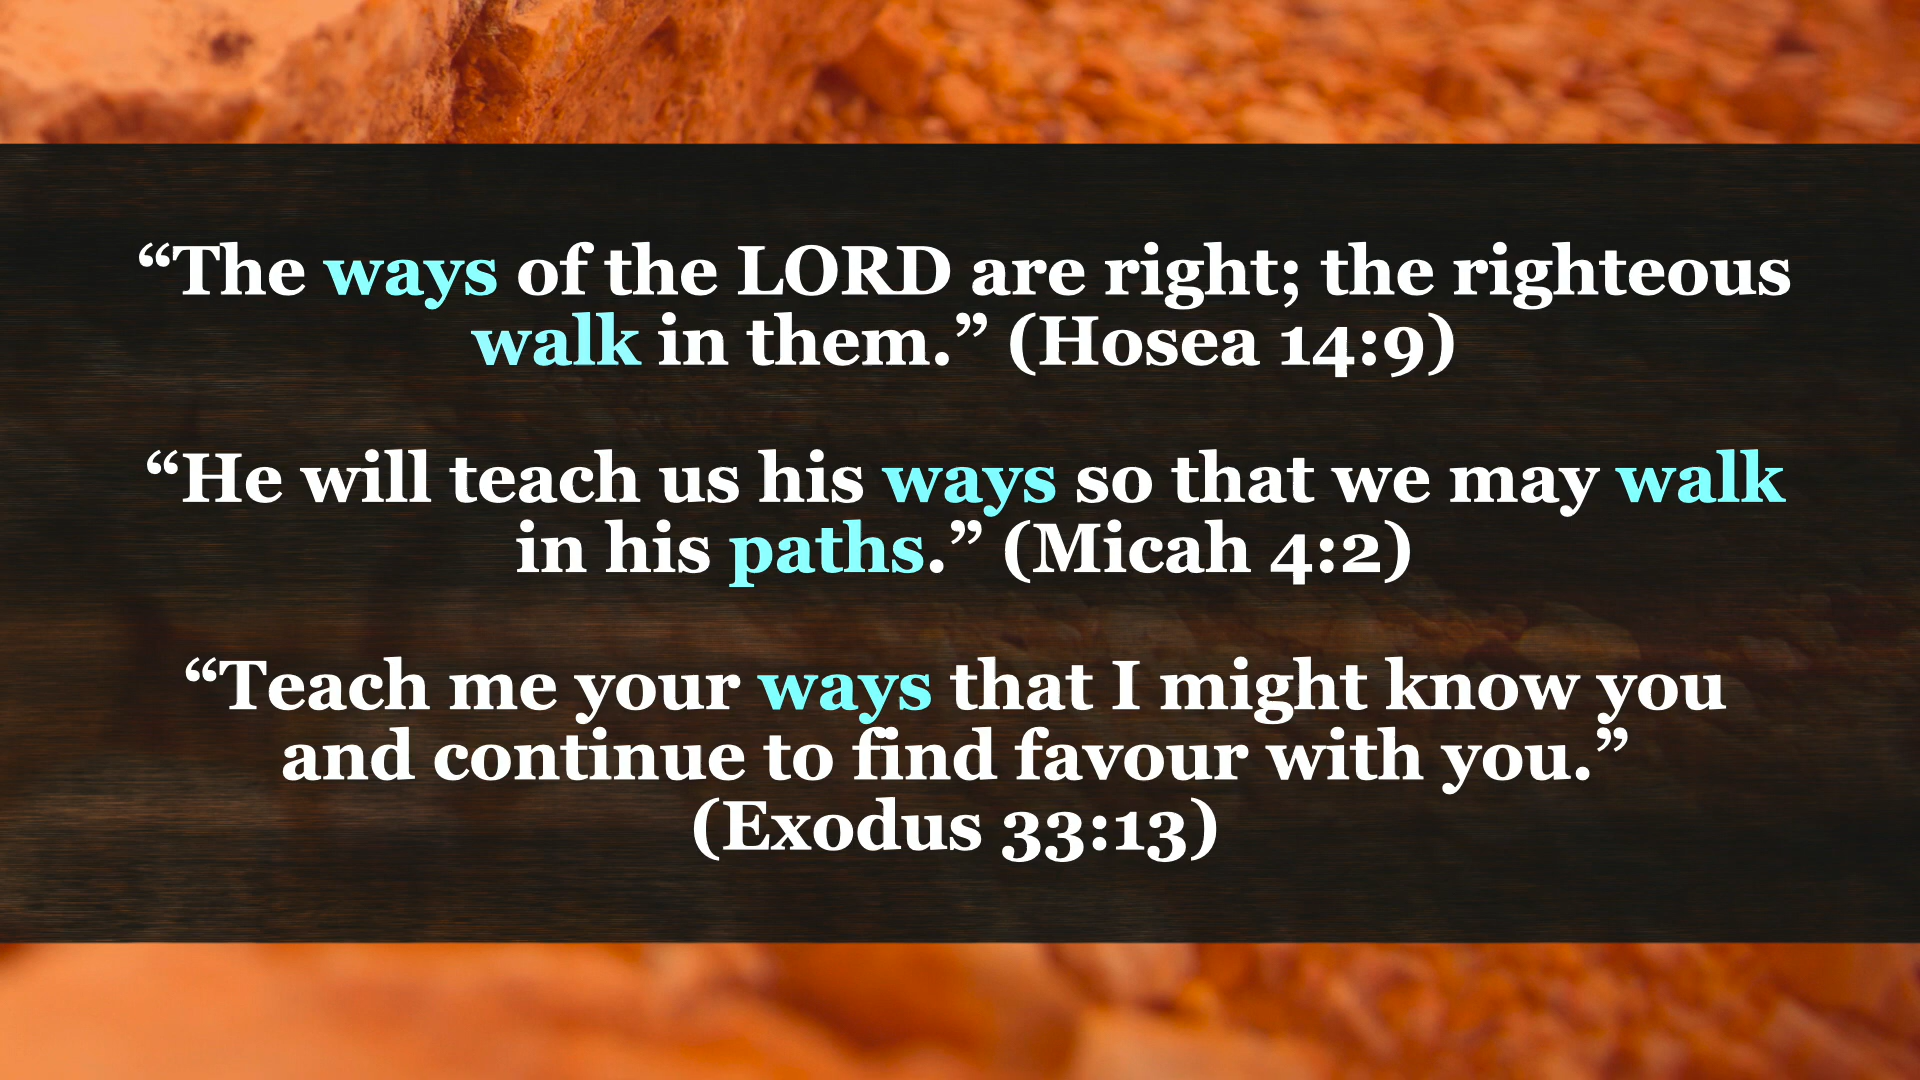 “The ways of the LORD are right; the righteous
walk in them.” (Hosea 14:9)
“He will teach us his ways so that we may walk
in his paths.” (Micah 4:2)
“Teach me your ways that I might know you
and continue to find favour with you.”
(Exodus 33:13)